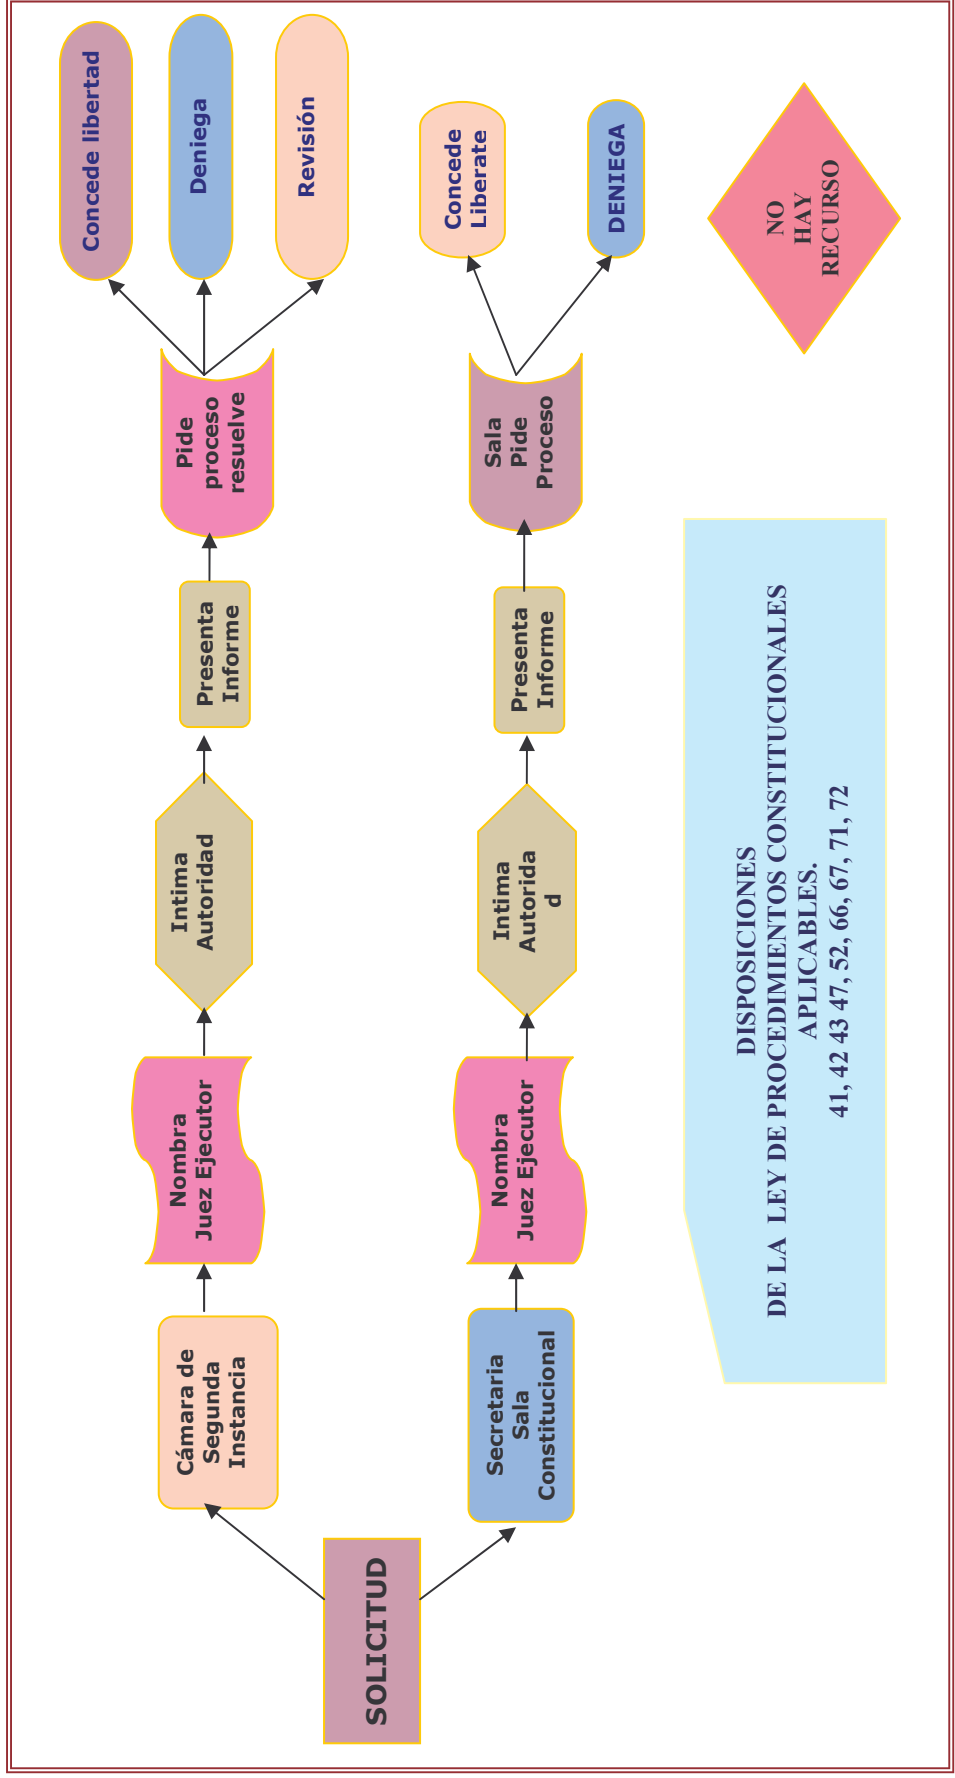 SOLICITUD
Cámara de
Segunda
Instancia
Nombra
Juez Ejecutor
Intima
Autoridad
Presenta
Informe
Pide
proceso
resuelve
Concede libertad
Deniega
Revisión
Secretaria
Sala
Constitucional
Nombra
Juez Ejecutor
Intima
Autorida
d
Presenta
Informe
Sala
Pide
Proceso
Concede
Liberate
DENIEGA
DISPOSICIONES
DE LA LEY DE PROCEDIMIENTOS CONSTITUCIONALES
APLICABLES.
41, 42 43 47, 52, 66, 67, 71, 72
NO
HAY
RECURSO